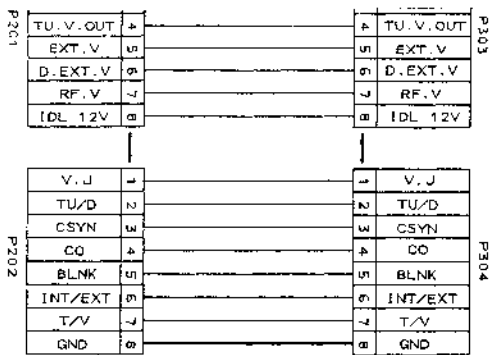 P201 TU.V.OUT 4 4 TU.V.OUT P303
EXT.V 5 5 EXT.V
D.EXT.V 6 6 D.EXT.V
RF.V 7 7 RF.V
IDL 12V 8 8 IDL 12V
V.J 1 1 V.J
TU/D 2 2 TU/D
CSYN 3 3 CSYN
P202 CO 4 4 CO P304
BLNK 5 5 BLNK
INT/EXT 6 6 INT/EXT
T/V 7 7 T/V
GND 8 8 GND